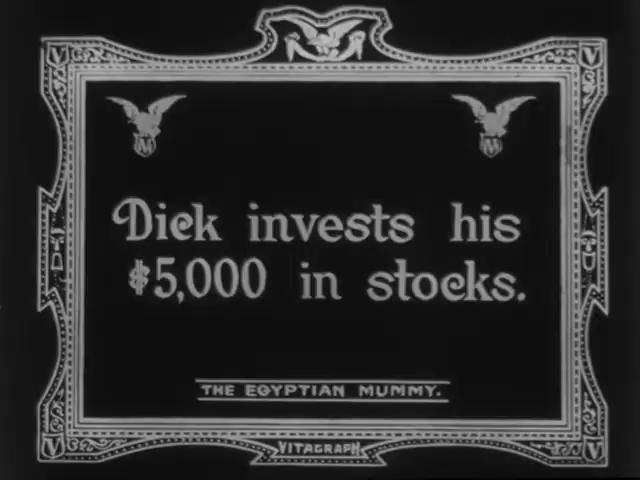 Dick invests his
$5,000 in stocks.
THE EGYPTIAN MUMMY.
VITAGRAPH